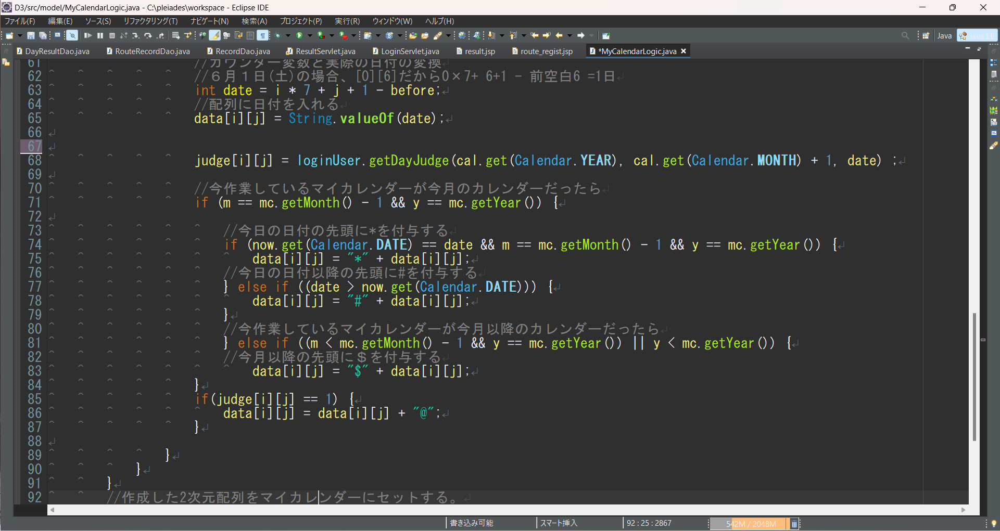 D3/src/model/MyCalendarLogic.java - C:\pleiades\workspace - Eclipse IDE
ファイル(F) 編集(E) ソース(S) リファクタリング(T) ナビゲート(N) 検索(A) プロジェクト(P) 実行(R) ウィンドウ(W) ヘルプ(H)
Java Java EE
DayResultDao.java RouteRecordDao.java RecordDao.java ResultServlet.java LoginServlet.java result.jsp route_regist.jsp *MyCalendarLogic.java
61 //カウンター変数と実際の日付の変換
62 //６月１日(土)の場合、[0][6]だから0×7+ 6+1 - 前空白6 =1日
63 int date = i * 7 + j + 1 - before;
64 //配列に日付を入れる
65 data[i][j] = String.valueOf(date);
66
67
68 judge[i][j] = loginUser.getDayJudge(cal.get(Calendar.YEAR), cal.get(Calendar.MONTH) + 1, date) ;
69
70 //今作業しているマイカレンダーが今月のカレンダーだったら
71 if (m == mc.getMonth() - 1 && y == mc.getYear()) {
72
73 //今日の日付の先頭に*を付与する
74 if (now.get(Calendar.DATE) == date && m == mc.getMonth() - 1 && y == mc.getYear()) {
75 data[i][j] = "*" + data[i][j];
76 //今日の日付以降の先頭に#を付与する
77 } else if ((date > now.get(Calendar.DATE))) {
78 data[i][j] = "#" + data[i][j];
79 }
80 //今作業しているマイカレンダーが今月以降のカレンダーだったら
81 } else if ((m < mc.getMonth() - 1 && y == mc.getYear()) || y < mc.getYear()) {
82 //今月以降の先頭に＄を付与する
83 data[i][j] = "$" + data[i][j];
84 }
85 if(judge[i][j] == 1) {
86 data[i][j] = data[i][j] + "@";
87 }
88
89 }
90 }
91 }
92 //作成した2次元配列をマイカレンダーにセットする。
書き込み可能 スマート挿入 92 : 25 : 2867 542M / 2048M